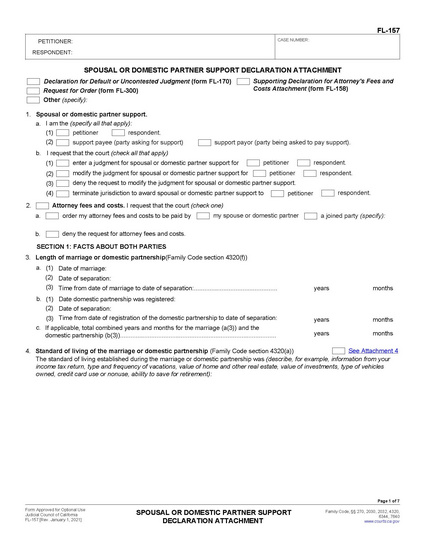 FL-157
PETITIONER:
CASE NUMBER:
RESPONDENT:
SPOUSAL OR DOMESTIC PARTNER SUPPORT DECLARATION ATTACHMENT
Declaration for Default or Uncontested Judgment (form FL-170)
Supporting Declaration for Attorney's Fees and
Costs Attachment (form FL-158)
Request for Order (form FL-300)
Other (specify):
1. Spousal or domestic partner support.
a. I am the (specify all that apply):
(1) petitioner respondent.
(2) support payee (party asking for support) support payor (party being asked to pay support).
b. I request that the court (check all that apply)
(1) enter a judgment for spousal or domestic partner support for petitioner respondent.
(2) modify the judgment for spousal or domestic partner support for petitioner respondent.
(3) deny the request to modify the judgment for spousal or domestic partner support.
(4) terminate jurisdiction to award spousal or domestic partner support to petitioner respondent.
2. Attorney fees and costs. I request that the court (check one)
a. order my attorney fees and costs to be paid by my spouse or domestic partner a joined party (specify):
b. deny the request for attorney fees and costs.
SECTION 1: FACTS ABOUT BOTH PARTIES
3. Length of marriage or domestic partnership(Family Code section 4320(f))
a. (1) Date of marriage:
(2) Date of separation:
(3) Time from date of marriage to date of separation: years months
b. (1) Date domestic partnership was registered:
(2) Date of separation:
(3) Time from date of registration of the domestic partnership to date of separation: years months
c. If applicable, total combined years and months for the marriage (a(3)) and the
domestic partnership (b(3)) years months
4. Standard of living of the marriage or domestic partnership (Family Code section 4320(a)) See Attachment 4
The standard of living established during the marriage or domestic partnership was (describe, for example, information from your
income tax return, type and frequency of vacations, value of home and other real estate, value of investments, type of vehicles
owned, credit card use or nonuse, ability to save for retirement):
Page 1 of 7
Form Approved for Optional Use
Judicial Council of California
FL-157 [Rev. January 1, 2021]
SPOUSAL OR DOMESTIC PARTNER SUPPORT
DECLARATION ATTACHMENT
Family Code, §§ 270, 2030, 2032, 4320,
www.courts.ca.gov